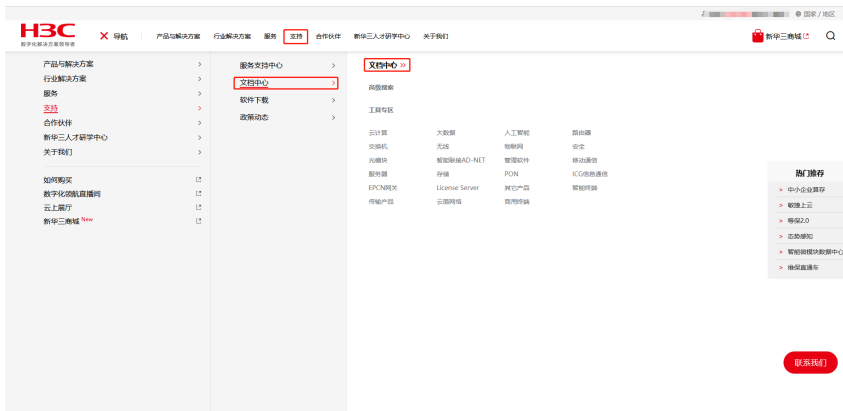 国家 / 地区
H3C
数字化解决方案领导者
导航 产品与解决方案 行业解决方案 服务 支持 合作伙伴 新华三人才研学中心 关于我们 新华三商城
产品与解决方案
行业解决方案
服务
支持
合作伙伴
新华三人才研学中心
关于我们
如何购买
数字化领航直播间
云上展厅
新华三商城 New
服务支持中心
文档中心
软件下载
政策动态
文档中心 »
高级搜索
工具专区
云计算 大数据 人工智能 路由器
交换机 无线 物联网 安全
光模块 智能联接AD-NET 管理软件 移动通信
服务器 存储 PON ICG信息通信
EPCN网关 License Server 其它产品 智能终端
传输产品 云简网络 商用终端
热门推荐
> 中小企业算存
> 敏捷上云
> 等保2.0
> 态势感知
> 智能微模块数据中心
> 维保直通车
联系我们